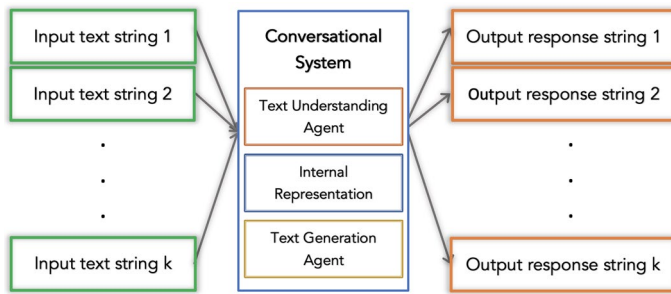 Input text string 1
Input text string 2
.
.
.
Input text string k
Conversational
System
Text Understanding
Agent
Internal
Representation
Text Generation
Agent
Output response string 1
Output response string 2
.
.
.
Output response string k